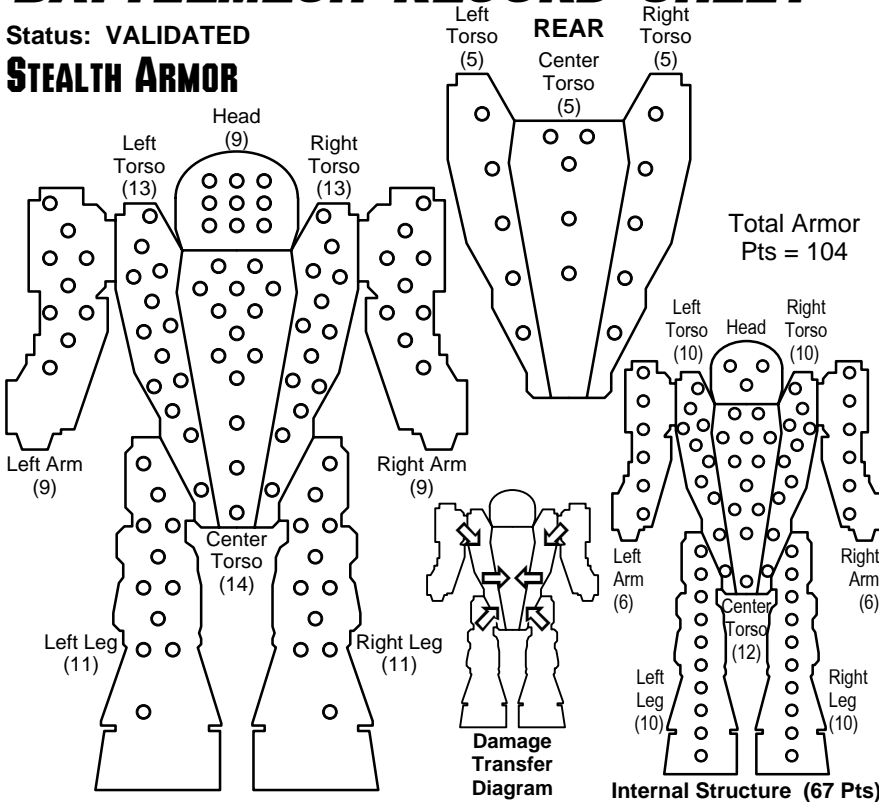 BATTLEMECH RECORD SHEET
Status: VALIDATED
STEALTH ARMOR
Head
(9)
Left
Torso
(13)
Right
Torso
(13)
Left Arm
(9)
Right Arm
(9)
Center
Torso
(14)
Left Leg
(11)
Right Leg
(11)
REAR
Left
Torso
(5)
Center
Torso
(5)
Right
Torso
(5)
Total Armor
Pts = 104
Damage
Transfer
Diagram
Left
Torso
(10)
Head
Right
Torso
(10)
Left
Arm
(6)
Right
Arm
(6)
Center
Torso
(12)
Left
Leg
(10)
Right
Leg
(10)
Internal Structure (67 Pts)